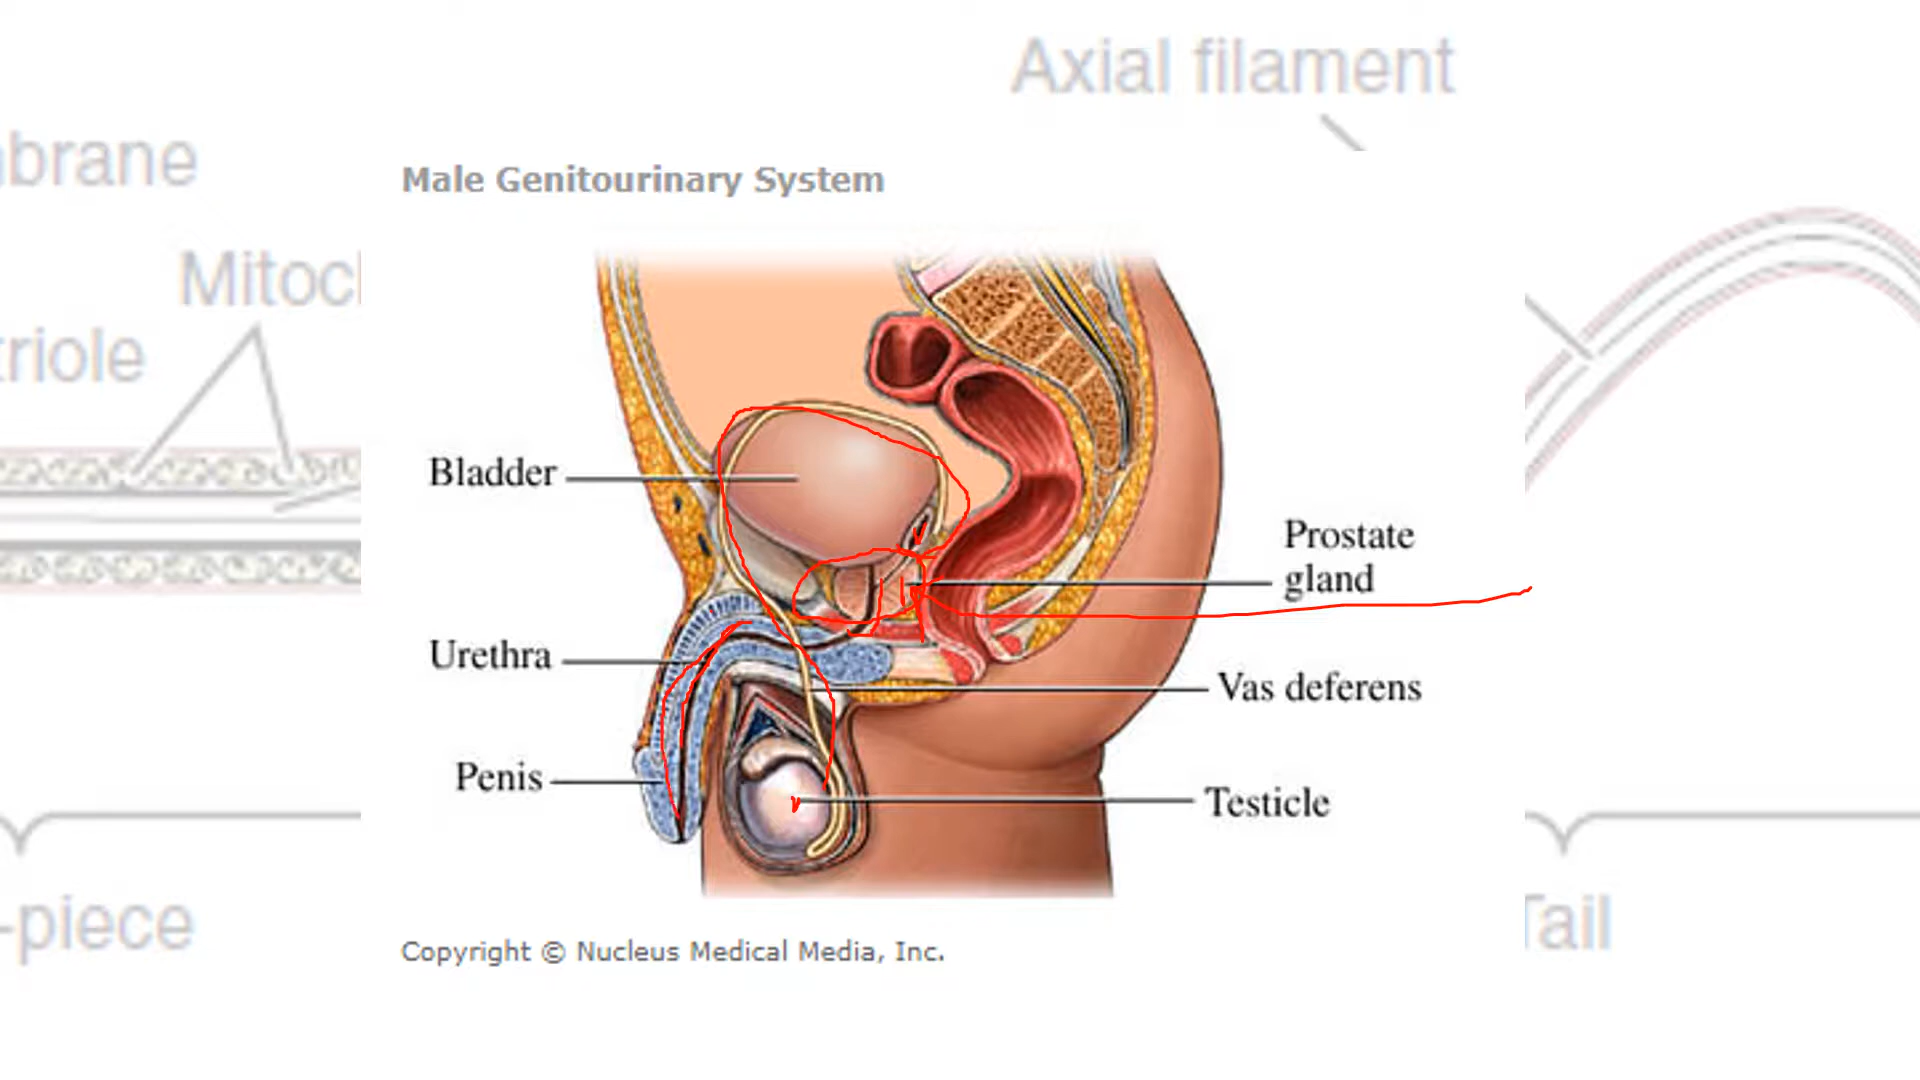 Axial filament
brane
Male Genitourinary System
Mitoc
triole
Bladder
Prostate
gland
Urethra
Vas deferens
Penis
Testicle
-piece
Tail
Copyright © Nucleus Medical Media, Inc.